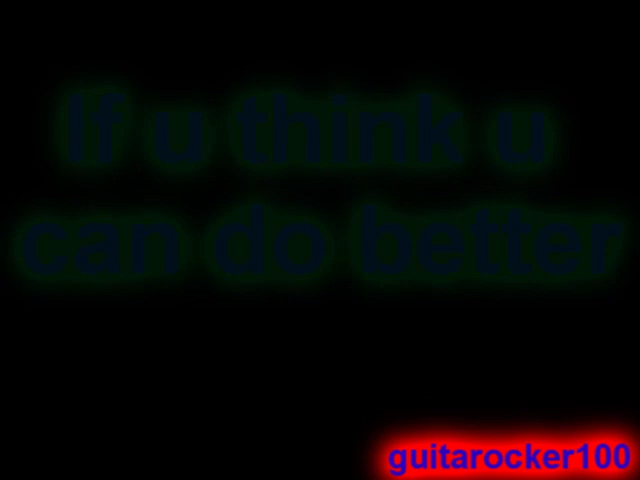 If u think u
can do better
guitarocker100